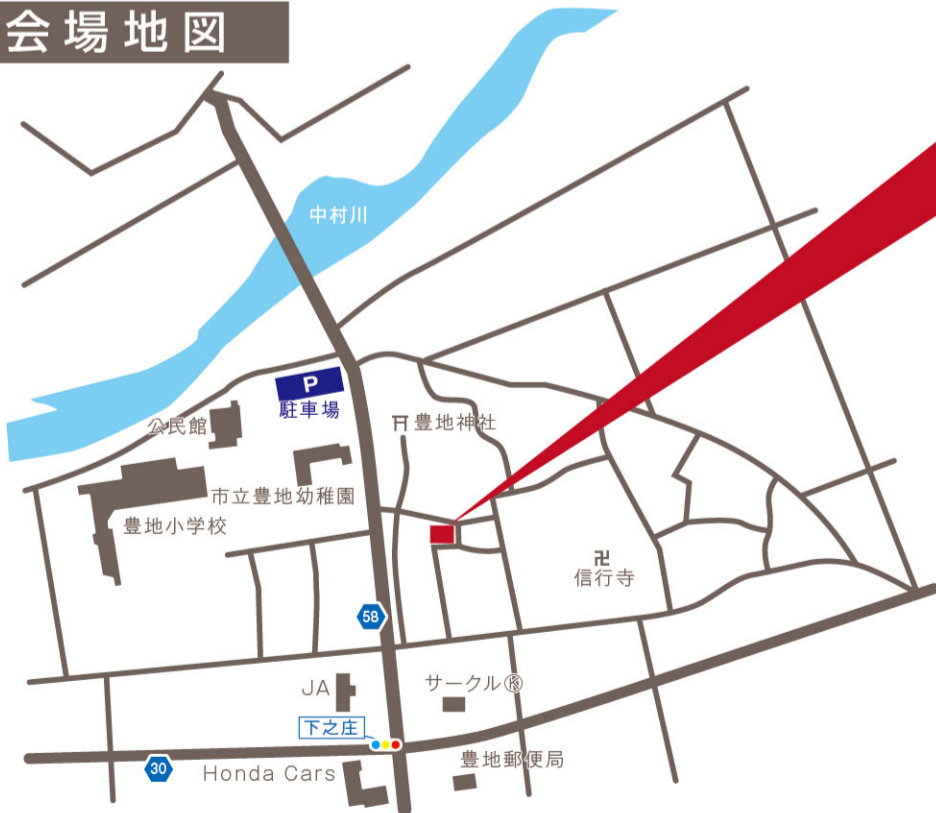 会場地図
中村川
P
駐車場
公民館
豊地神社
市立豊地幼稚園
豊地小学校
信行寺
58
JA
サークルⓀ
下之庄
30
Honda Cars
豊地郵便局